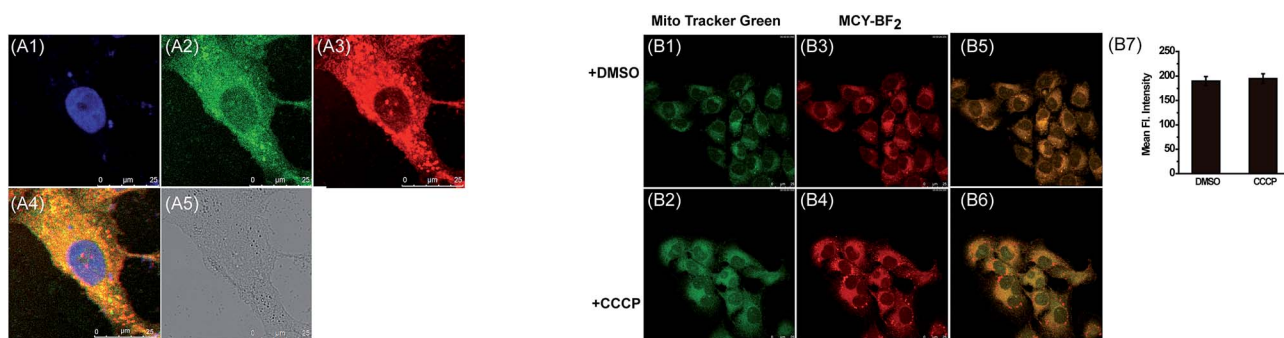 (A1)
(A2)
(A3)
0 μm 25
0 μm 25
0 μm 25
(A4)
(A5)
0 μm 25
0 μm 25
Mito Tracker Green MCY-BF₂
+DMSO
(B1)
(B3)
(B5)
(B7)
250
200
150
100
50
0
Mean Fl. Intensity
DMSO CCCP
+CCCP
(B2)
(B4)
(B6)